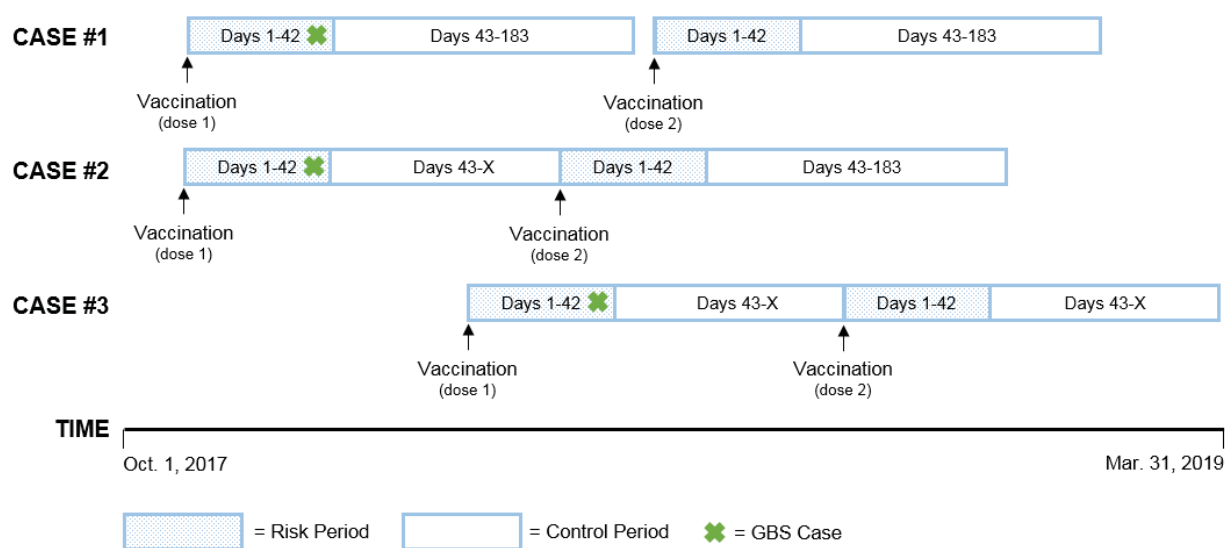 CASE #1
Days 1-42
Days 43-183
Days 1-42
Days 43-183
Vaccination
(dose 1)
Vaccination
(dose 2)
CASE #2
Days 1-42
Days 43-X
Days 1-42
Days 43-183
Vaccination
(dose 1)
Vaccination
(dose 2)
CASE #3
Days 1-42
Days 43-X
Days 1-42
Days 43-X
Vaccination
(dose 1)
Vaccination
(dose 2)
TIME
Oct. 1, 2017
Mar. 31, 2019
= Risk Period
= Control Period
= GBS Case